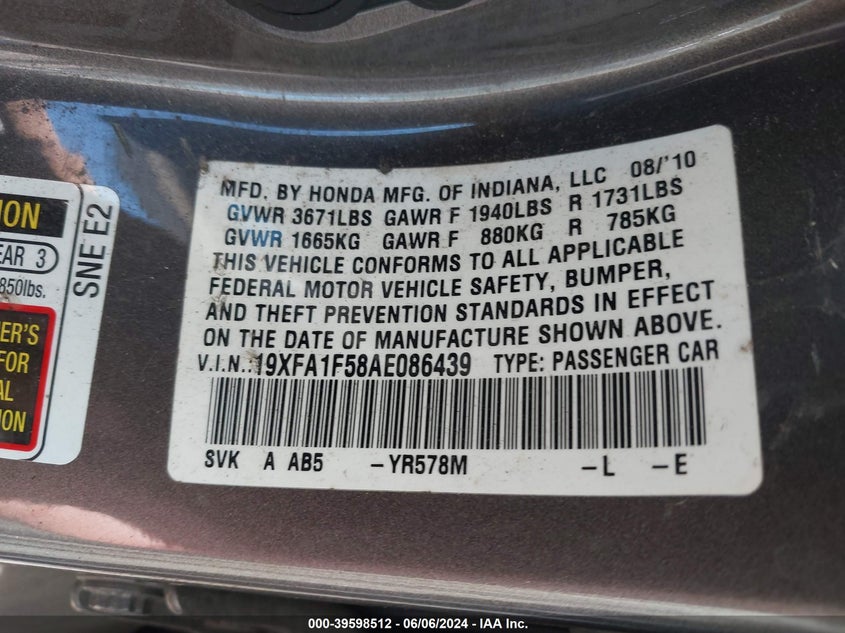 MFD. BY HONDA MFG. OF INDIANA, LLC 08/'10
GVWR 3671LBS GAWR F 1940LBS R 1731LBS
GVWR 1665KG GAWR F 880KG R 785KG
THIS VEHICLE CONFORMS TO ALL APPLICABLE
FEDERAL MOTOR VEHICLE SAFETY, BUMPER,
AND THEFT PREVENTION STANDARDS IN EFFECT
ON THE DATE OF MANUFACTURE SHOWN ABOVE.
V.I.N.: 19XFA1F58AE086439 TYPE: PASSENGER CAR
SVK A AB5 -YR578M -L -E
SNE E2
3
850lbs.
FOR
000-39598512 - 06/06/2024 - IAA Inc.